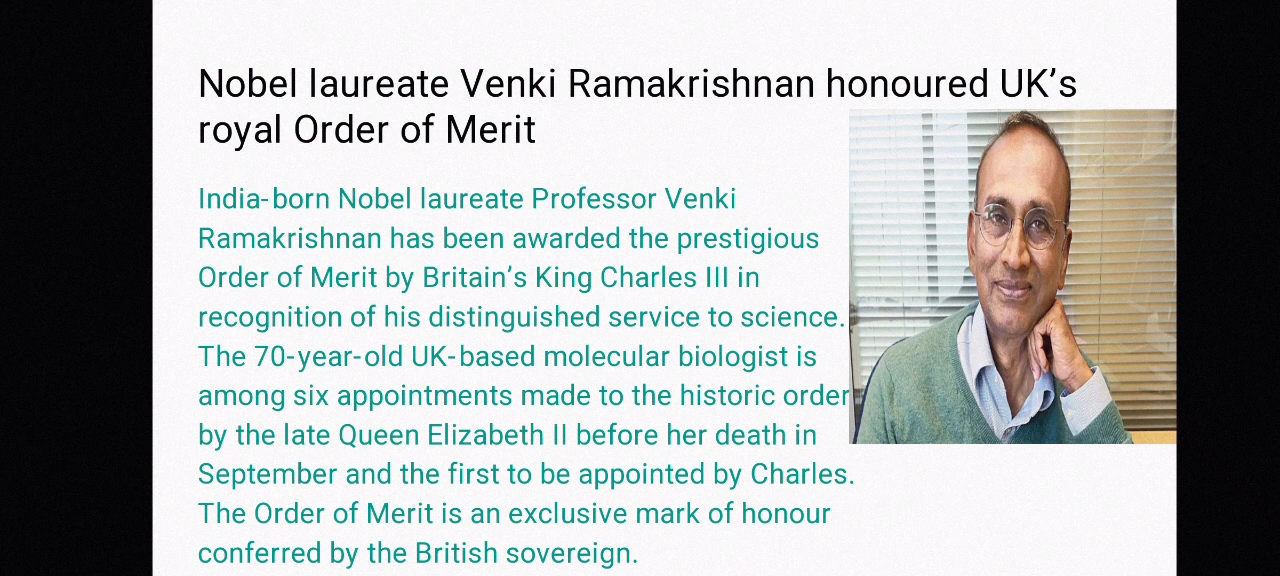 Nobel laureate Venki Ramakrishnan honoured UK’s
royal Order of Merit
India-born Nobel laureate Professor Venki
Ramakrishnan has been awarded the prestigious
Order of Merit by Britain’s King Charles III in
recognition of his distinguished service to science.
The 70-year-old UK-based molecular biologist is
among six appointments made to the historic order
by the late Queen Elizabeth II before her death in
September and the first to be appointed by Charles.
The Order of Merit is an exclusive mark of honour
conferred by the British sovereign.